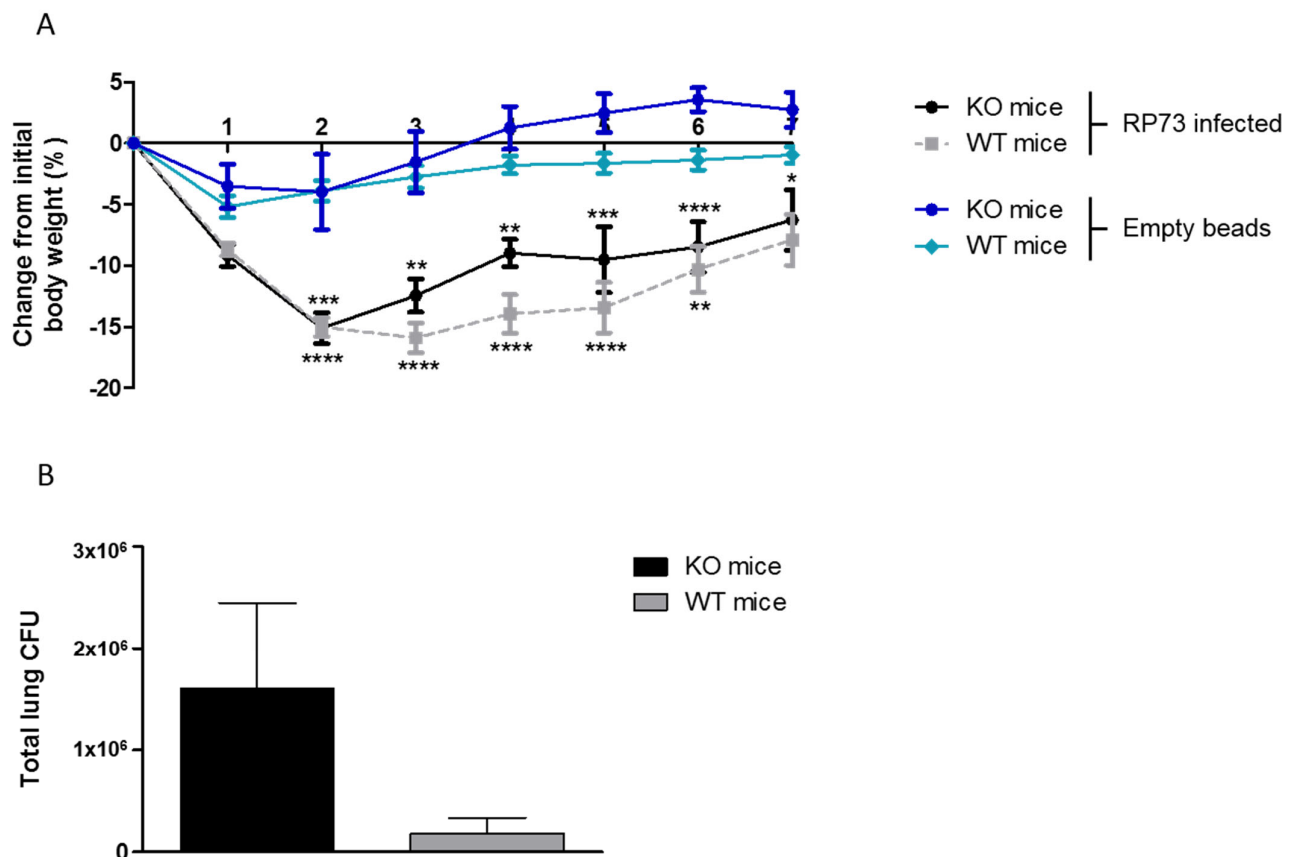 A
5
0
-5
-10
-15
-20
Change from initial
body weight (%)
1 2 3 6 7
*
*** ** ** *** ****
**** **** **** **** **
KO mice
WT mice
RP73 infected
KO mice
WT mice
Empty beads
B
3x10⁶
2x10⁶
1x10⁶
0
Total lung CFU
KO mice
WT mice